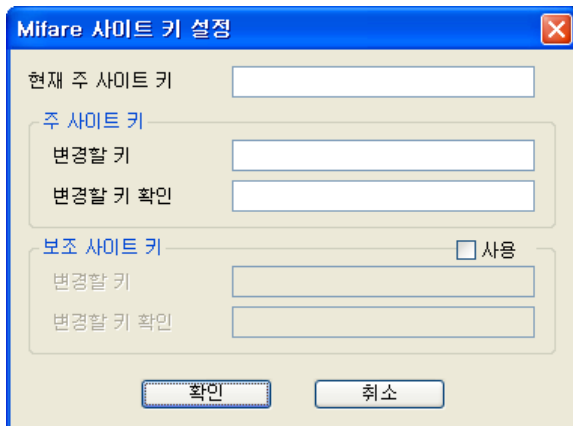 Mifare 사이트 키 설정
현재 주 사이트 키
주 사이트 키
변경할 키
변경할 키 확인
보조 사이트 키 사용
변경할 키
변경할 키 확인
확인 취소